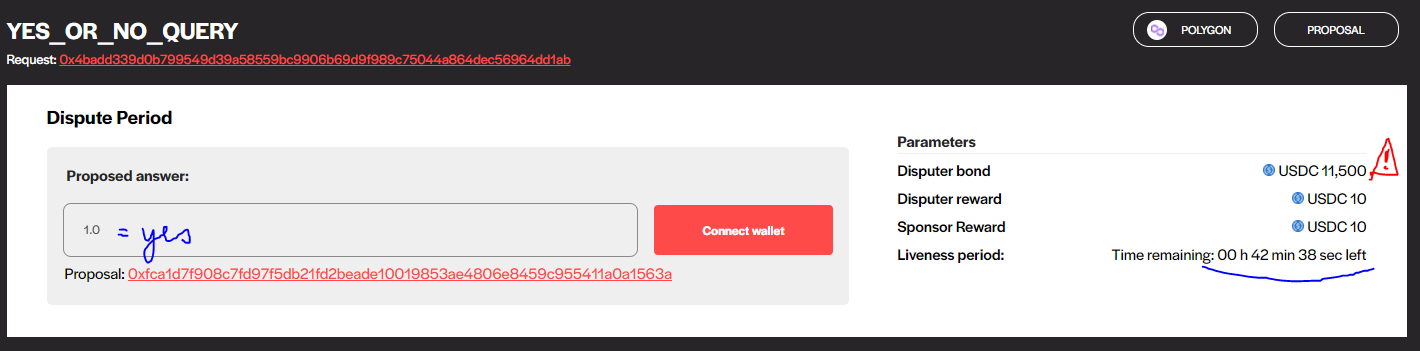 YES_OR_NO_QUERY
POLYGON
PROPOSAL
Request: 0x4badd339d0b799549d39a58559bc9906b69d9f989c75044a864dec56964dd1ab
Dispute Period
Proposed answer:
1.0 = yes
Connect wallet
Proposal: 0xfca1d7f908c7fd97f5db21fd2beade10019853ae4806e8459c955411a0a1563a
Parameters
Disputer bond USDC 11,500 !
Disputer reward USDC 10
Sponsor Reward USDC 10
Liveness period: Time remaining: 00 h 42 min 38 sec left